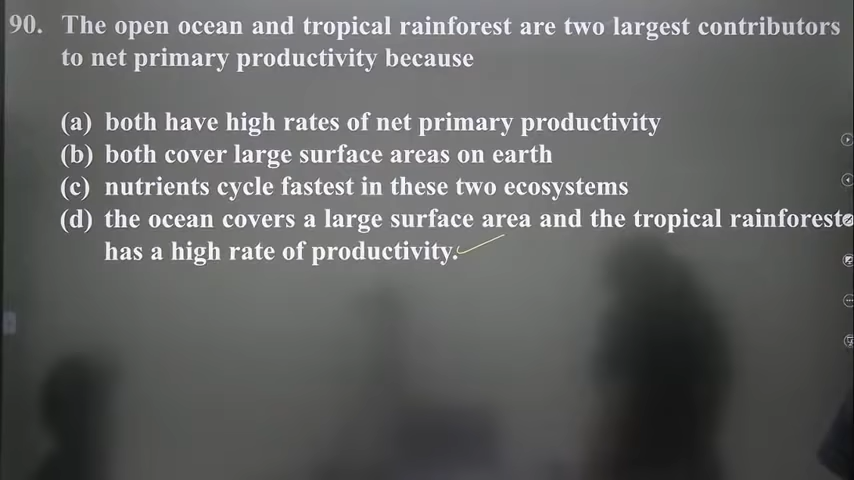 90. The open ocean and tropical rainforest are two largest contributors
to net primary productivity because
(a) both have high rates of net primary productivity
(b) both cover large surface areas on earth
(c) nutrients cycle fastest in these two ecosystems
(d) the ocean covers a large surface area and the tropical rainforest
has a high rate of productivity.